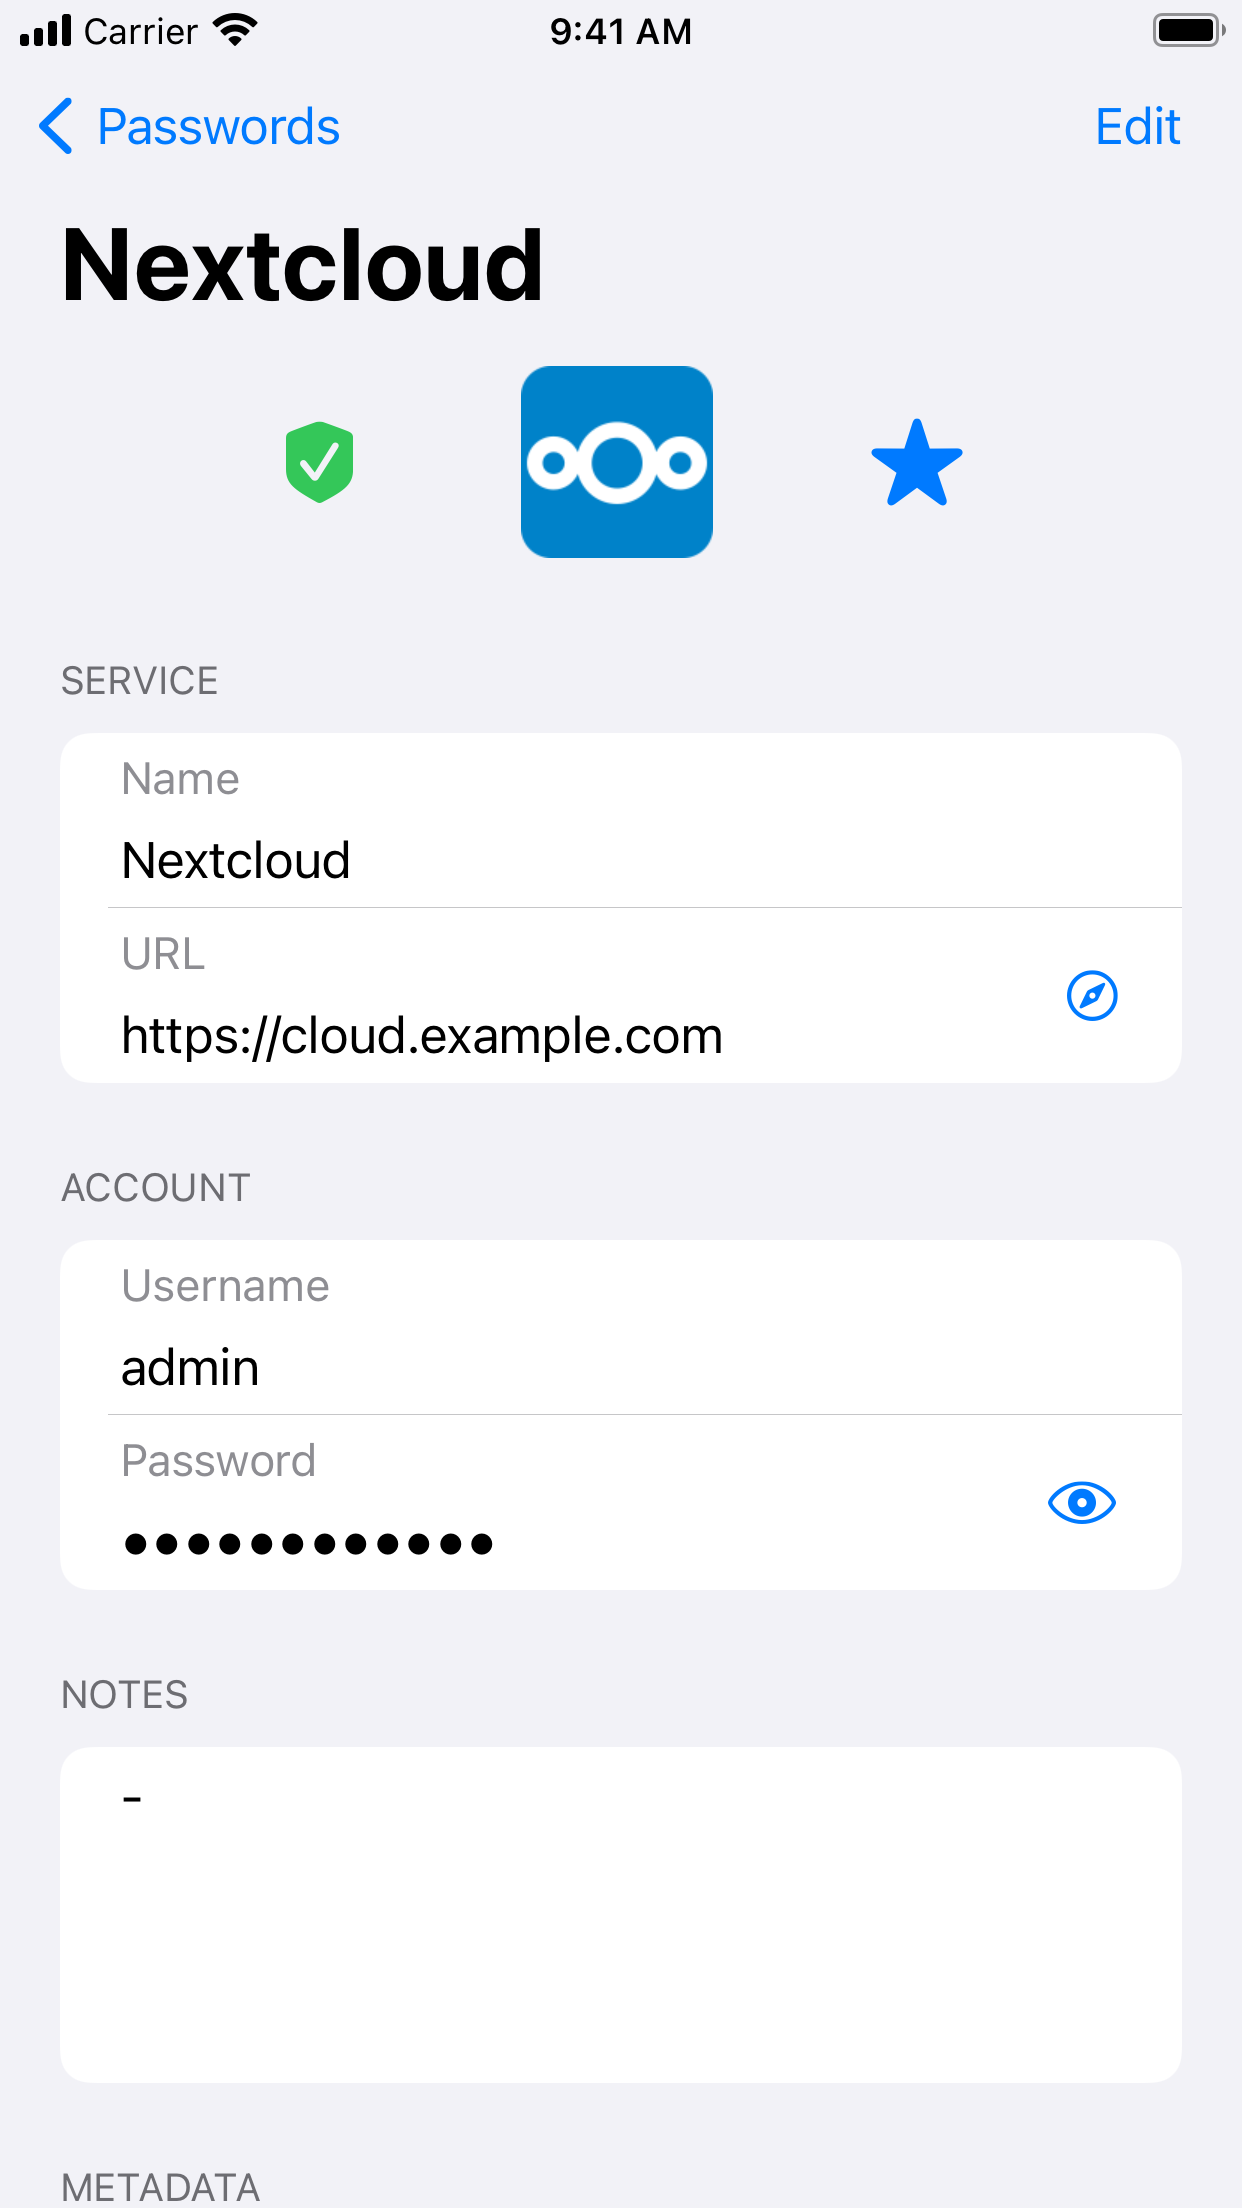 Carrier 9:41 AM
Passwords Edit
Nextcloud
SERVICE
Name
Nextcloud
URL
https://cloud.example.com
ACCOUNT
Username
admin
Password
●●●●●●●●●●●●
NOTES
-
METADATA